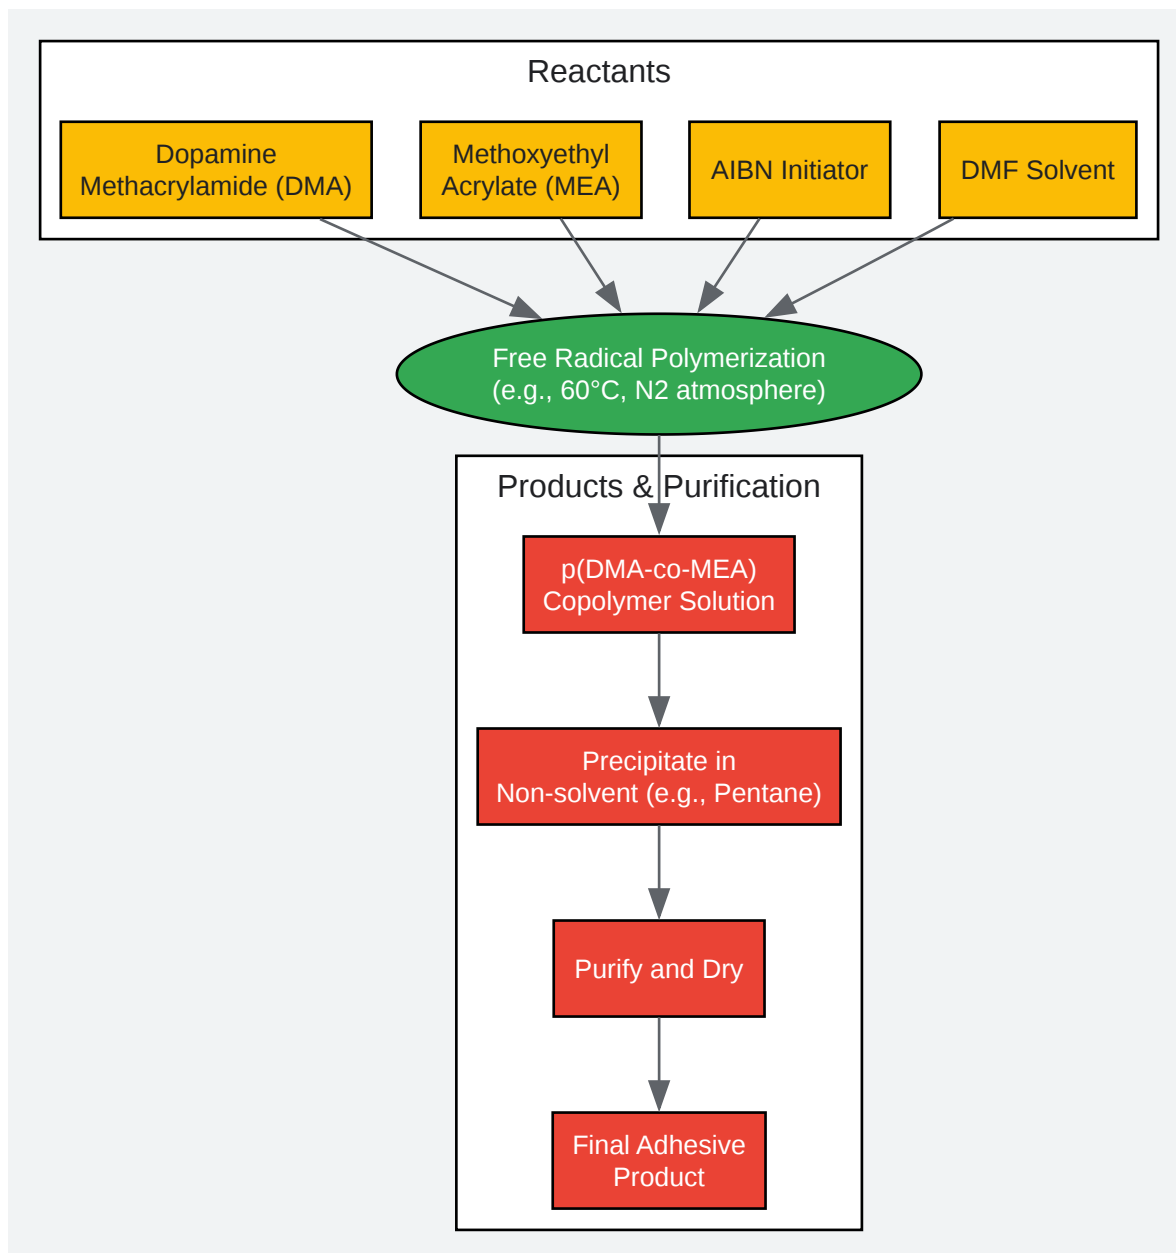 Reactants
Dopamine
Methacrylamide (DMA)
Methoxyethyl
Acrylate (MEA)
AIBN Initiator
DMF Solvent
Free Radical Polymerization
(e.g., 60°C, N2 atmosphere)
Products & Purification
p(DMA-co-MEA)
Copolymer Solution
Precipitate in
Non-solvent (e.g., Pentane)
Purify and Dry
Final Adhesive
Product